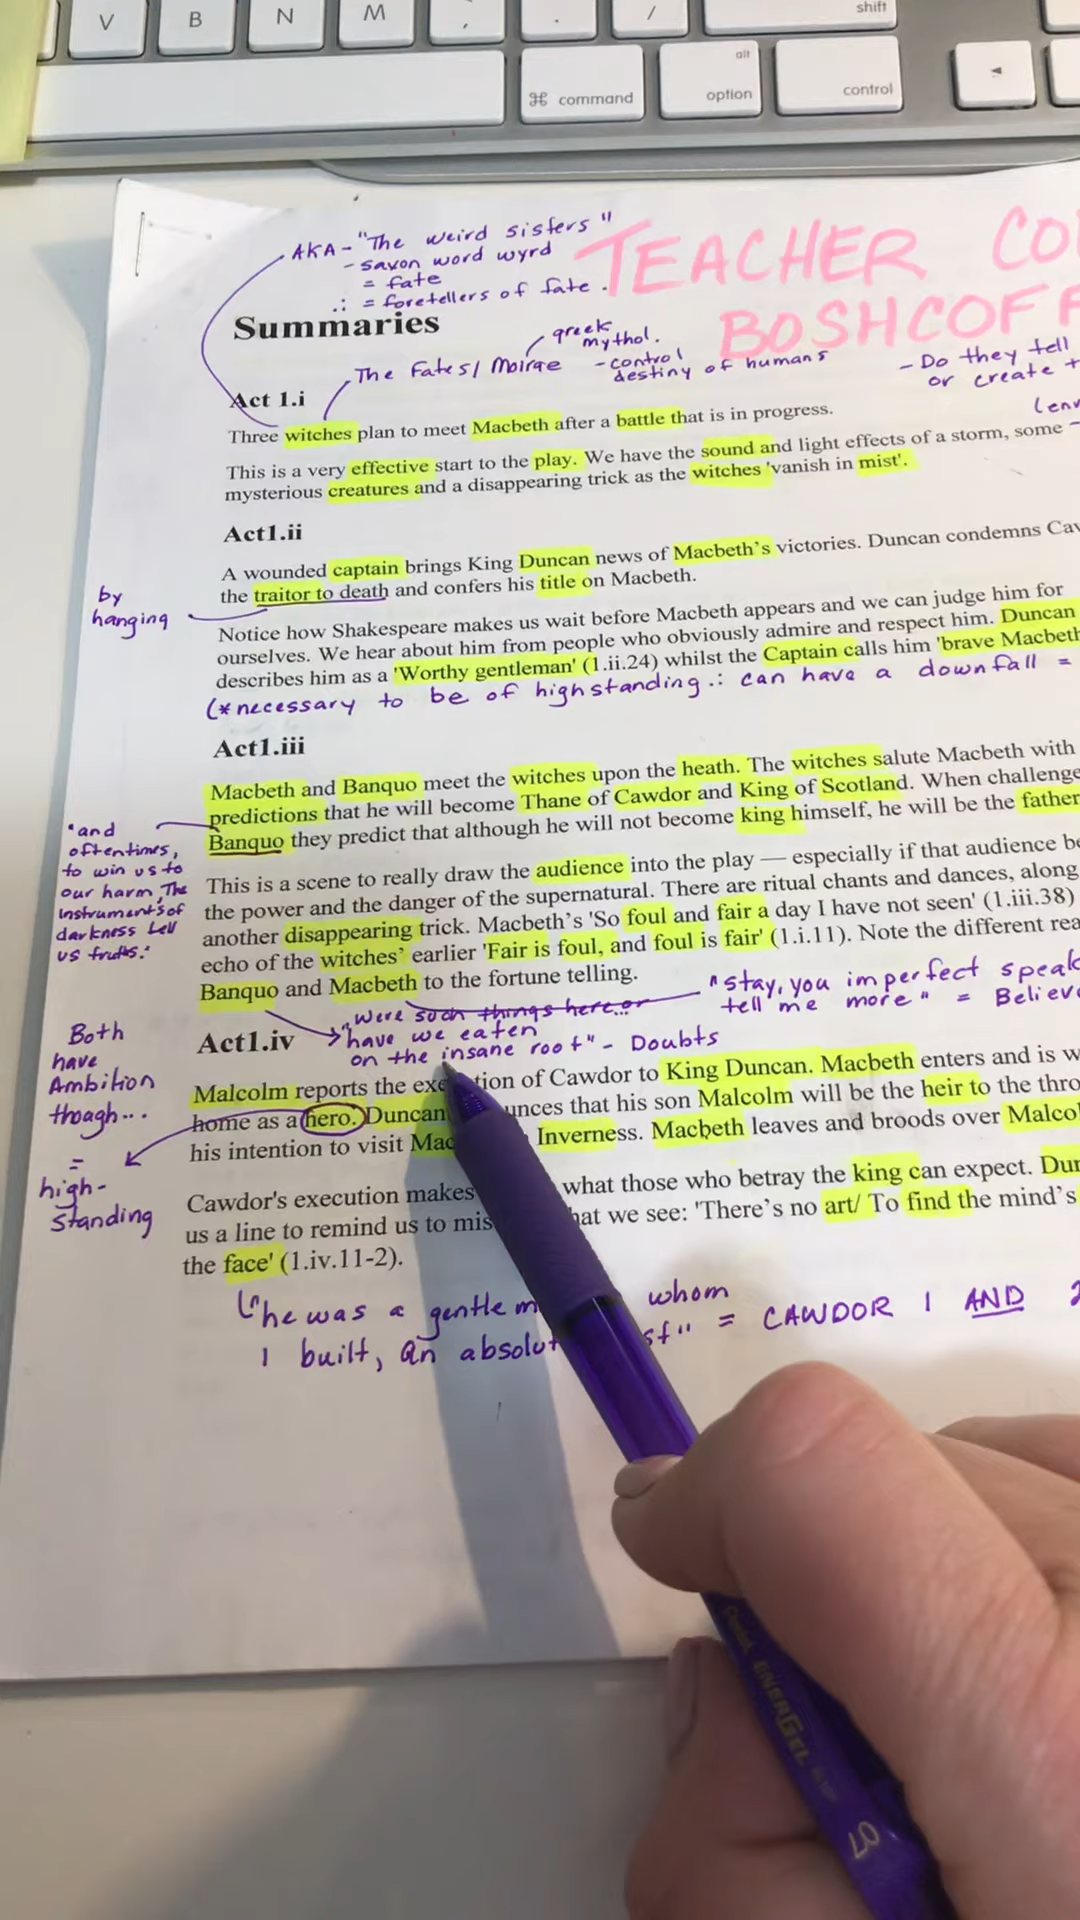 V B N M , . / shift
⌘ command alt option control ◄
AKA - "The weird sisters"
- saxon word wyrd
= fate
∴ = foretellers of fate.
TEACHER CO
BOSHCOFF
Summaries
greek mythol.
The Fates/ Moirae - control destiny of humans
- Do they tell
or create t
(env
Act 1.i
Three witches plan to meet Macbeth after a battle that is in progress.
This is a very effective start to the play. We have the sound and light effects of a storm, some
mysterious creatures and a disappearing trick as the witches 'vanish in mist'.
Act1.ii
A wounded captain brings King Duncan news of Macbeth's victories. Duncan condemns Caw
the traitor to death and confers his title on Macbeth.
by
hanging
Notice how Shakespeare makes us wait before Macbeth appears and we can judge him for
ourselves. We hear about him from people who obviously admire and respect him. Duncan
describes him as a 'Worthy gentleman' (1.ii.24) whilst the Captain calls him 'brave Macbeth
(*necessary to be of high standing ∴ can have a downfall =
Act1.iii
Macbeth and Banquo meet the witches upon the heath. The witches salute Macbeth with
predictions that he will become Thane of Cawdor and King of Scotland. When challenge
Banquo they predict that although he will not become king himself, he will be the father
"and
oftentimes,
to win us to
our harm, The
Instruments of
darkness tell
us truths."
This is a scene to really draw the audience into the play — especially if that audience be
the power and the danger of the supernatural. There are ritual chants and dances, along
another disappearing trick. Macbeth's 'So foul and fair a day I have not seen' (1.iii.38)
echo of the witches' earlier 'Fair is foul, and foul is fair' (1.i.11). Note the different rea
Banquo and Macbeth to the fortune telling.
"stay, you imperfect speak
tell me more" = Believe
"were such things here... or
have we eaten
on the insane root" - Doubts
Act1.iv
Malcolm reports the exe tion of Cawdor to King Duncan. Macbeth enters and is w
home as a hero. Duncan unces that his son Malcolm will be the heir to the thro
his intention to visit Mac Inverness. Macbeth leaves and broods over Malcol
Both
have
Ambition
though...
=
high-
standing
Cawdor's execution makes what those who betray the king can expect. Dun
us a line to remind us to mis hat we see: 'There's no art/ To find the mind's
the face' (1.iv.11-2).
"he was a gentlem whom
I built, an absolut st" = CAWDOR 1 AND 2
Pentel ENERGEL